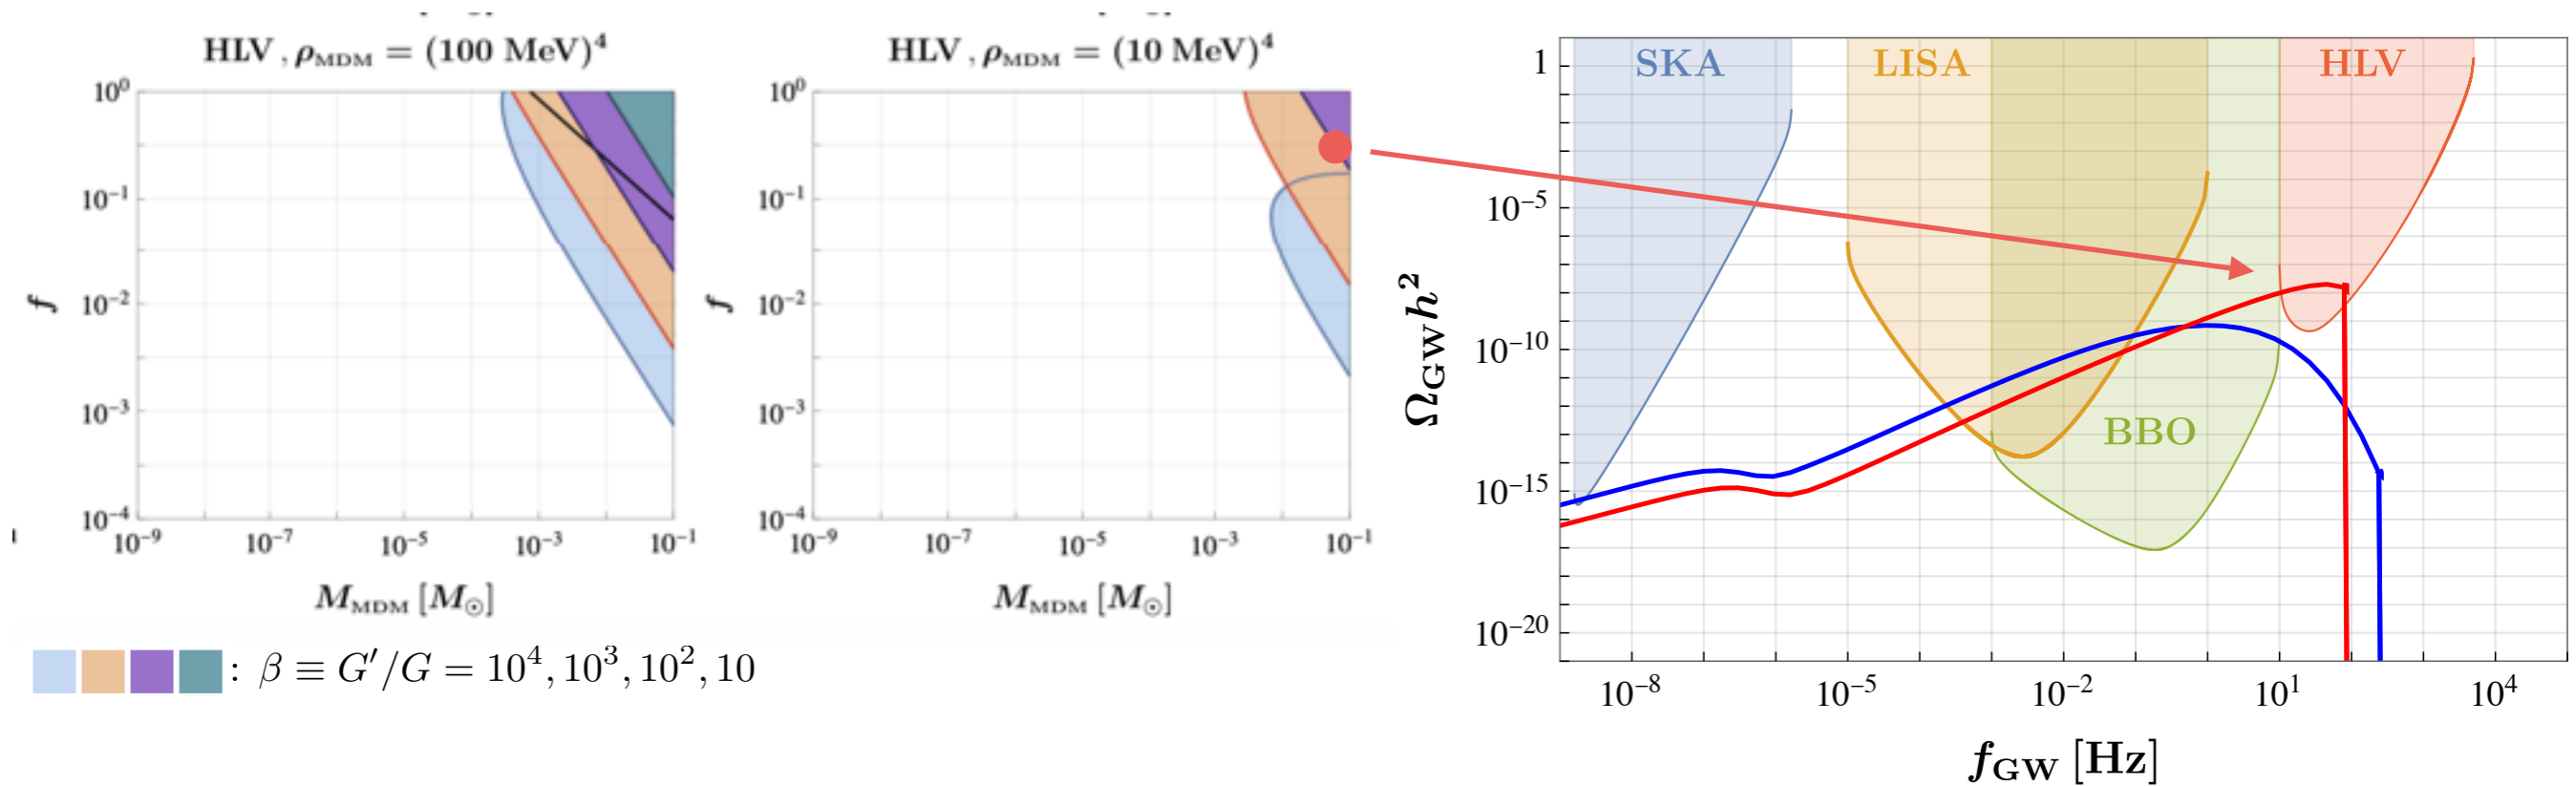 HLV , ρ_MDM = (100 MeV)^4
10^0
10^−1
10^−2
10^−3
10^−4
f
10^−9 10^−7 10^−5 10^−3 10^−1
M_MDM [M_⊙]
HLV , ρ_MDM = (10 MeV)^4
10^0
10^−1
10^−2
10^−3
10^−4
f
10^−9 10^−7 10^−5 10^−3 10^−1
M_MDM [M_⊙]
: β ≡ G′/G = 10^4, 10^3, 10^2, 10
SKA LISA HLV
BBO
1
10^−5
10^−10
10^−15
10^−20
Ω_GW h^2
10^−8 10^−5 10^−2 10^1 10^4
f_GW [Hz]